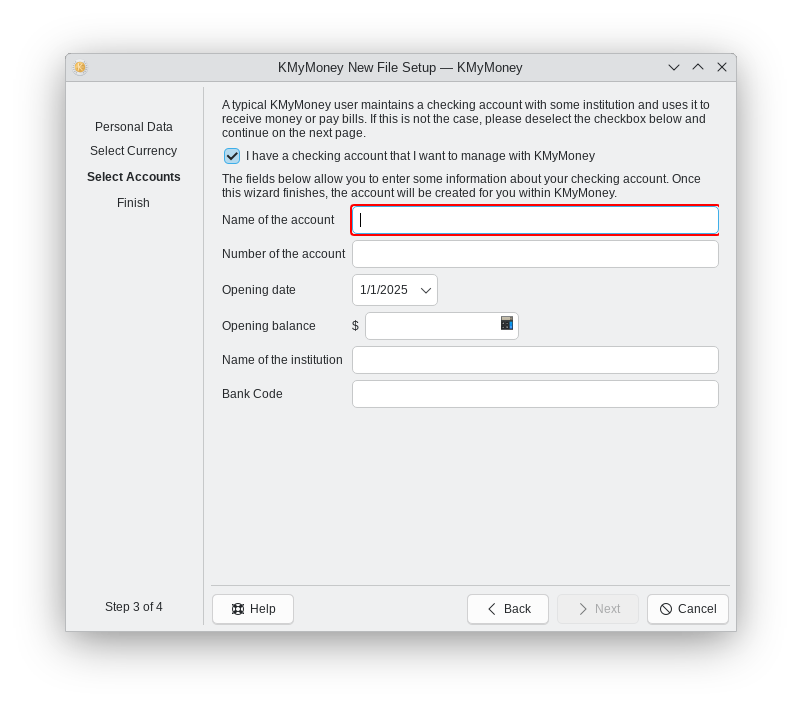 KMyMoney New File Setup — KMyMoney
Personal Data
Select Currency
Select Accounts
Finish
Step 3 of 4
A typical KMyMoney user maintains a checking account with some institution and uses it to
receive money or pay bills. If this is not the case, please deselect the checkbox below and
continue on the next page.
I have a checking account that I want to manage with KMyMoney
The fields below allow you to enter some information about your checking account. Once
this wizard finishes, the account will be created for you within KMyMoney.
Name of the account
Number of the account
Opening date 1/1/2025
Opening balance $
Name of the institution
Bank Code
Help Back Next Cancel